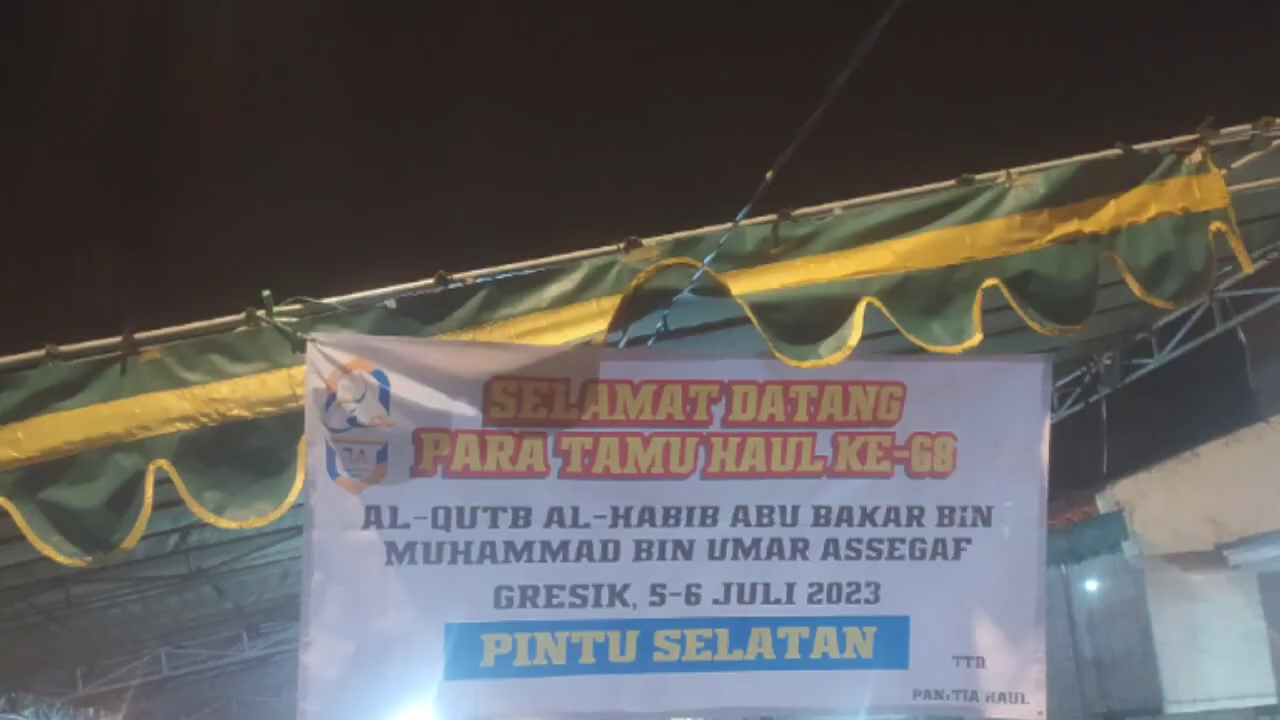 SELAMAT DATANG
PARA TAMU HAUL KE-68
AL-QUTB AL-HABIB ABU BAKAR BIN
MUHAMMAD BIN UMAR ASSEGAF
GRESIK, 5-6 JULI 2023
PINTU SELATAN
TTD
PANITIA HAUL